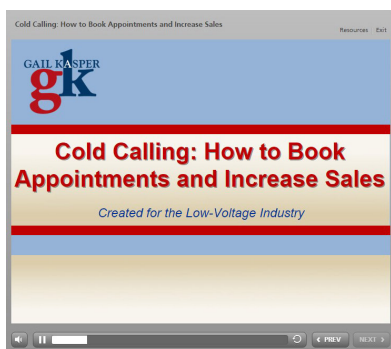 Cold Calling: How to Book Appointments and Increase Sales
Resources Exit
GAIL KASPER
gk
Cold Calling: How to Book
Appointments and Increase Sales
Created for the Low-Voltage Industry
< PREV NEXT >